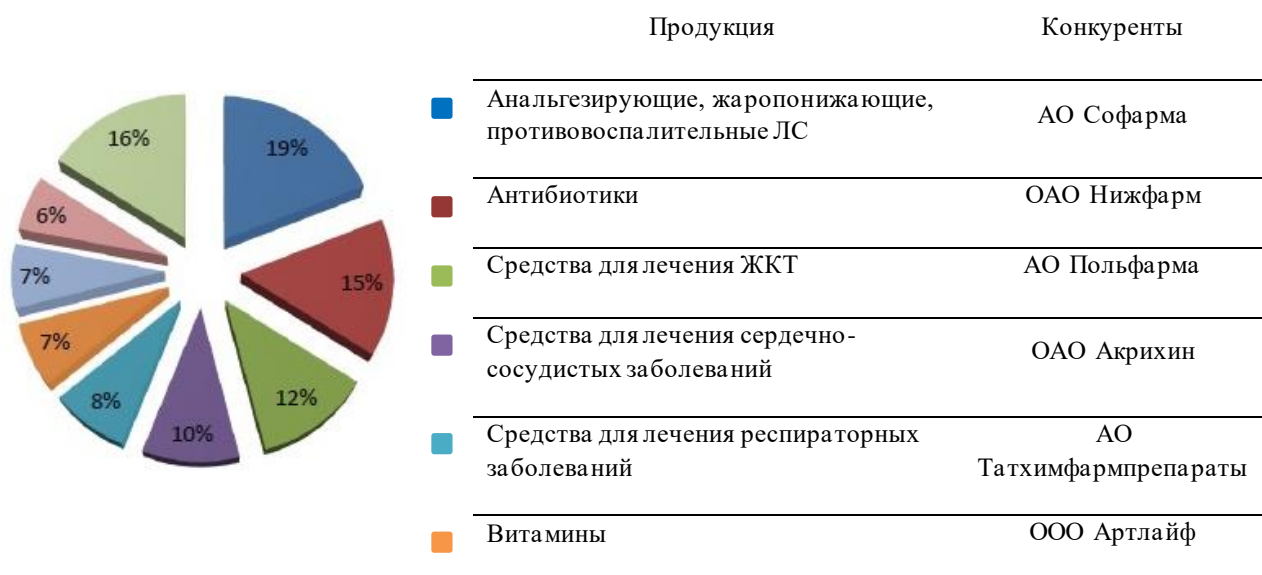 Продукция Конкуренты
Анальгезирующие, жаропонижающие,
противовоспалительные ЛС
АО Софарма
Антибиотики ОАО Нижфарм
Средства для лечения ЖКТ АО Польфарма
Средства для лечения сердечно-
сосудистых заболеваний
ОАО Акрихин
Средства для лечения респираторных
заболеваний
АО
Татхимфармпрепараты
Витамины ООО Артлайф
16%
19%
6%
7%
15%
7%
8%
12%
10%